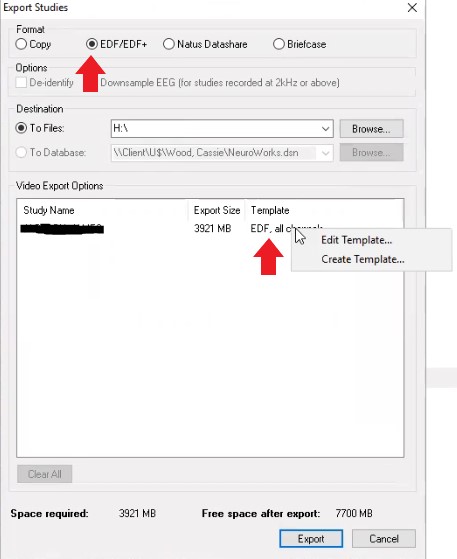 Export Studies
Format
Copy EDF/EDF+ Natus Datashare Briefcase
Options
De-identify Downsample EEG (for studies recorded at 2kHz or above)
Destination
To Files: H:\ Browse...
To Database: \\Client\U$\Wood, Cassie\NeuroWorks.dsn Browse...
Video Export Options
Study Name Export Size Template
3921 MB EDF, all channels
Edit Template...
Create Template...
Clear All
Space required: 3921 MB Free space after export: 7700 MB
Export Cancel